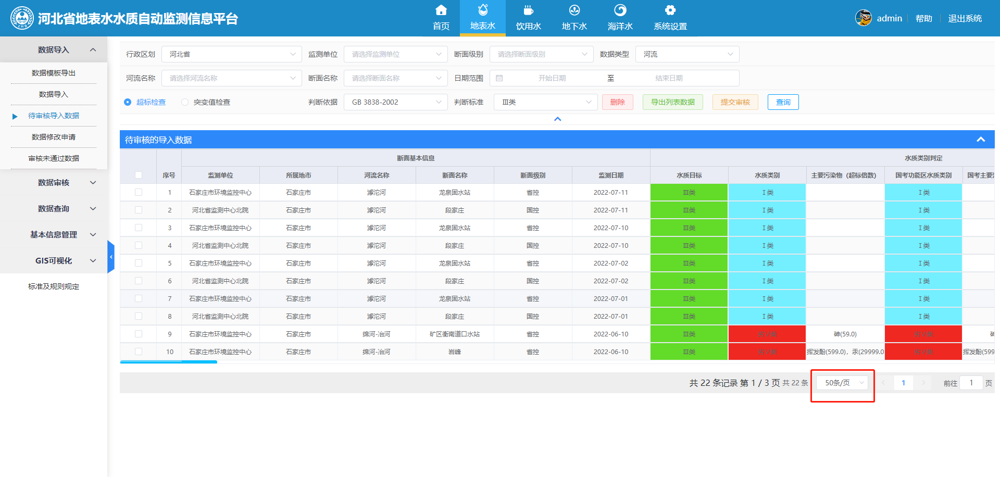 河北省地表水水质自动监测信息平台
首页
地表水
饮用水
地下水
海洋水
系统设置
admin
帮助
退出系统
数据导入
数据模板导出
数据导入
待审核导入数据
数据修改申请
审核未通过数据
数据审核
数据查询
基本信息管理
GIS可视化
标准及规则规定
行政区划 河北省 监测单位 请选择监测单位 断面级别 请选择断面级别 数据类型 河流
河流名称 请选择河流名称 断面名称 请选择断面名称 日期范围 开始日期 至 结束日期
超标检查 突变值检查 判断依据 GB 3838-2002 判断标准 Ⅲ类 删除 导出列表数据 提交审核 查询
待审核的导入数据
断面基本信息 水质类别判定
序号 监测单位 所属地市 河流名称 断面名称 断面级别 监测日期 水质目标 水质类别 主要污染物（超标倍数） 国考功能区水质类别 国考主要
1 石家庄市环境监控中心 石家庄市 滹沱河 龙泉固水站 省控 2022-07-11 Ⅲ类 Ⅰ类 Ⅰ类
2 河北省监测中心北院 石家庄市 滹沱河 段家庄 国控 2022-07-11 Ⅲ类 Ⅰ类 Ⅰ类
3 石家庄市环境监控中心 石家庄市 滹沱河 龙泉固水站 省控 2022-07-10 Ⅲ类 Ⅰ类 Ⅰ类
4 河北省监测中心北院 石家庄市 滹沱河 段家庄 国控 2022-07-10 Ⅲ类 Ⅰ类 Ⅰ类
5 石家庄市环境监控中心 石家庄市 滹沱河 龙泉固水站 省控 2022-07-02 Ⅲ类 Ⅰ类 Ⅰ类
6 河北省监测中心北院 石家庄市 滹沱河 段家庄 国控 2022-07-02 Ⅲ类 Ⅰ类 Ⅰ类
7 石家庄市环境监控中心 石家庄市 滹沱河 龙泉固水站 省控 2022-07-01 Ⅲ类 Ⅰ类 Ⅰ类
8 河北省监测中心北院 石家庄市 滹沱河 段家庄 国控 2022-07-01 Ⅲ类 Ⅰ类 Ⅰ类
9 石家庄市环境监控中心 石家庄市 绵河-冶河 矿区衡南道口水站 省控 2022-06-10 Ⅲ类 劣Ⅴ类 砷(59.0) 劣Ⅴ类
10 石家庄市环境监控中心 石家庄市 绵河-冶河 岩峰 省控 2022-06-10 Ⅲ类 劣Ⅴ类 挥发酚(599.0)，汞(29999.0 劣Ⅴ类 挥发酚(599
共 22 条记录 第 1 / 3 页 共 22 条 50条/页 1 前往 1 页